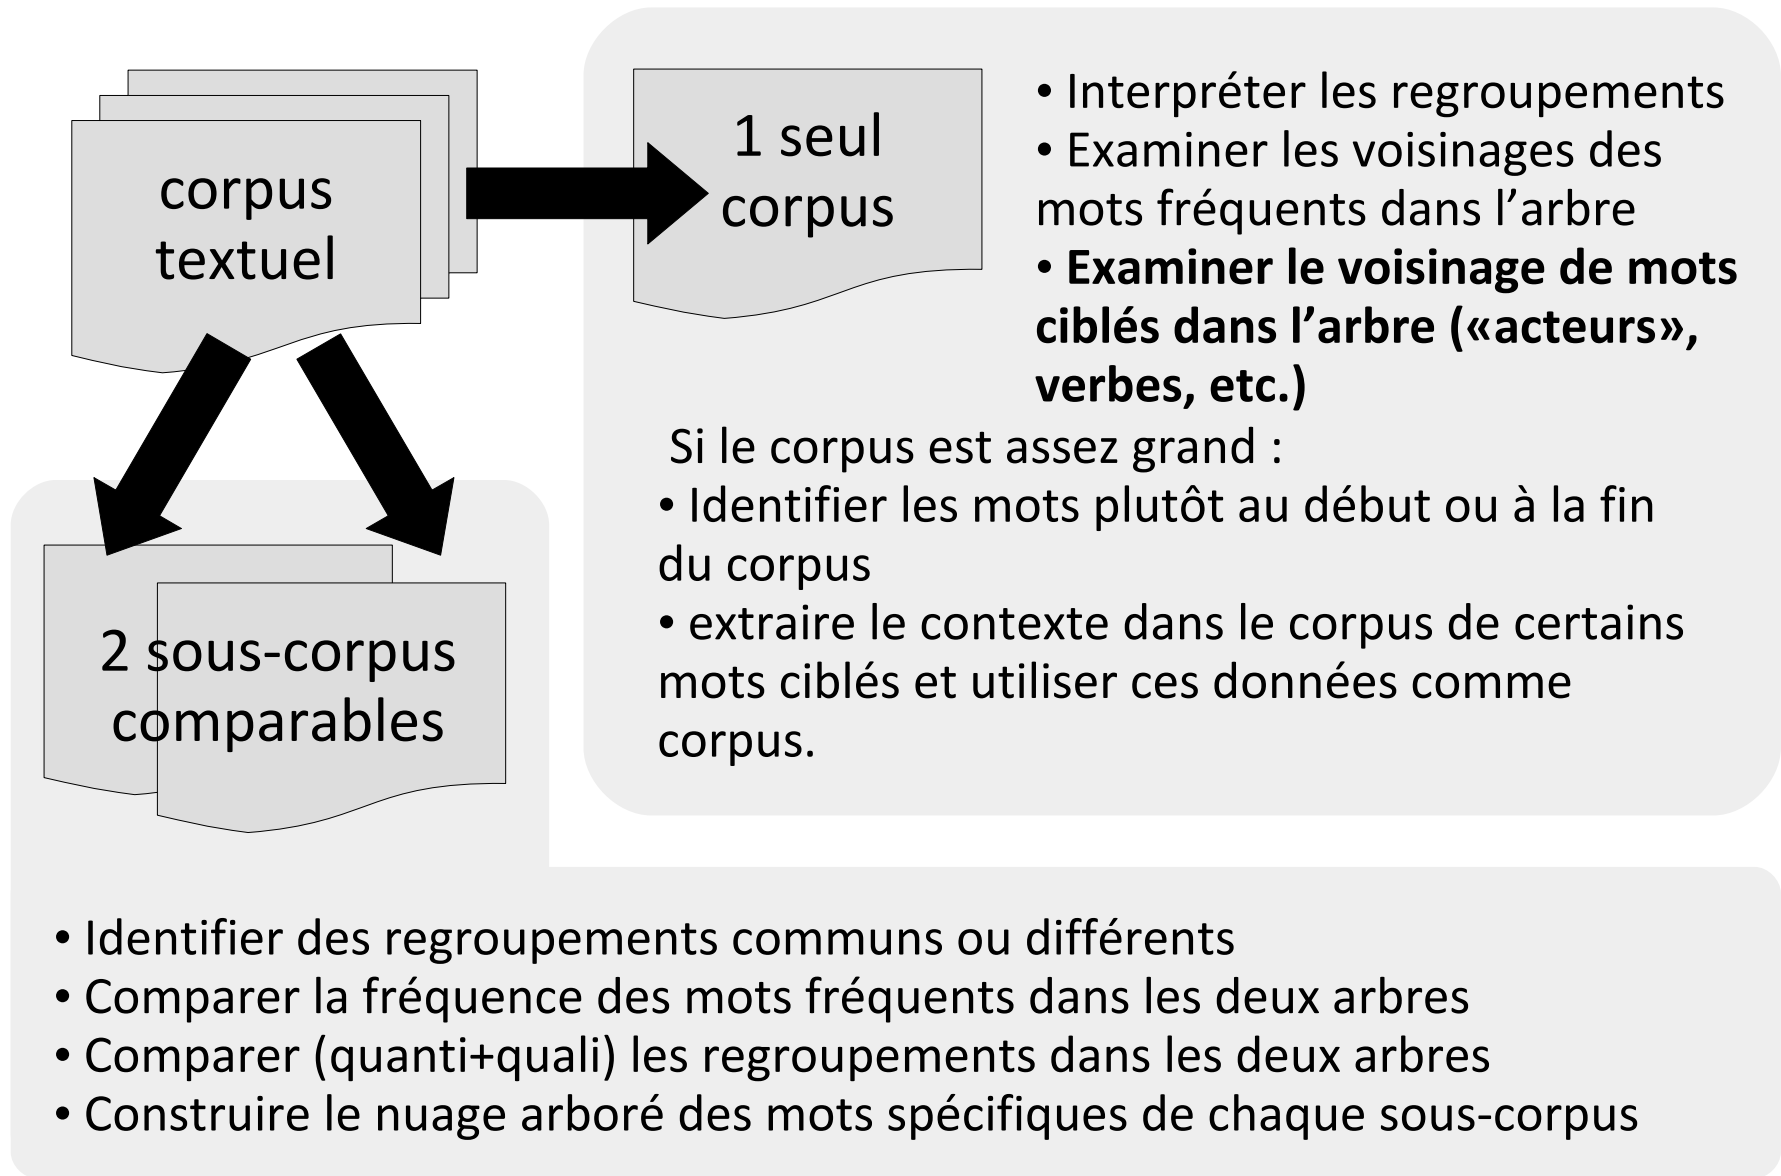 corpus
textuel
1 seul
corpus
• Interpréter les regroupements
• Examiner les voisinages des
mots fréquents dans l’arbre
• Examiner le voisinage de mots
ciblés dans l’arbre («acteurs»,
verbes, etc.)
Si le corpus est assez grand :
• Identifier les mots plutôt au début ou à la fin
du corpus
• extraire le contexte dans le corpus de certains
mots ciblés et utiliser ces données comme
corpus.
2 sous-corpus
comparables
• Identifier des regroupements communs ou différents
• Comparer la fréquence des mots fréquents dans les deux arbres
• Comparer (quanti+quali) les regroupements dans les deux arbres
• Construire le nuage arboré des mots spécifiques de chaque sous-corpus